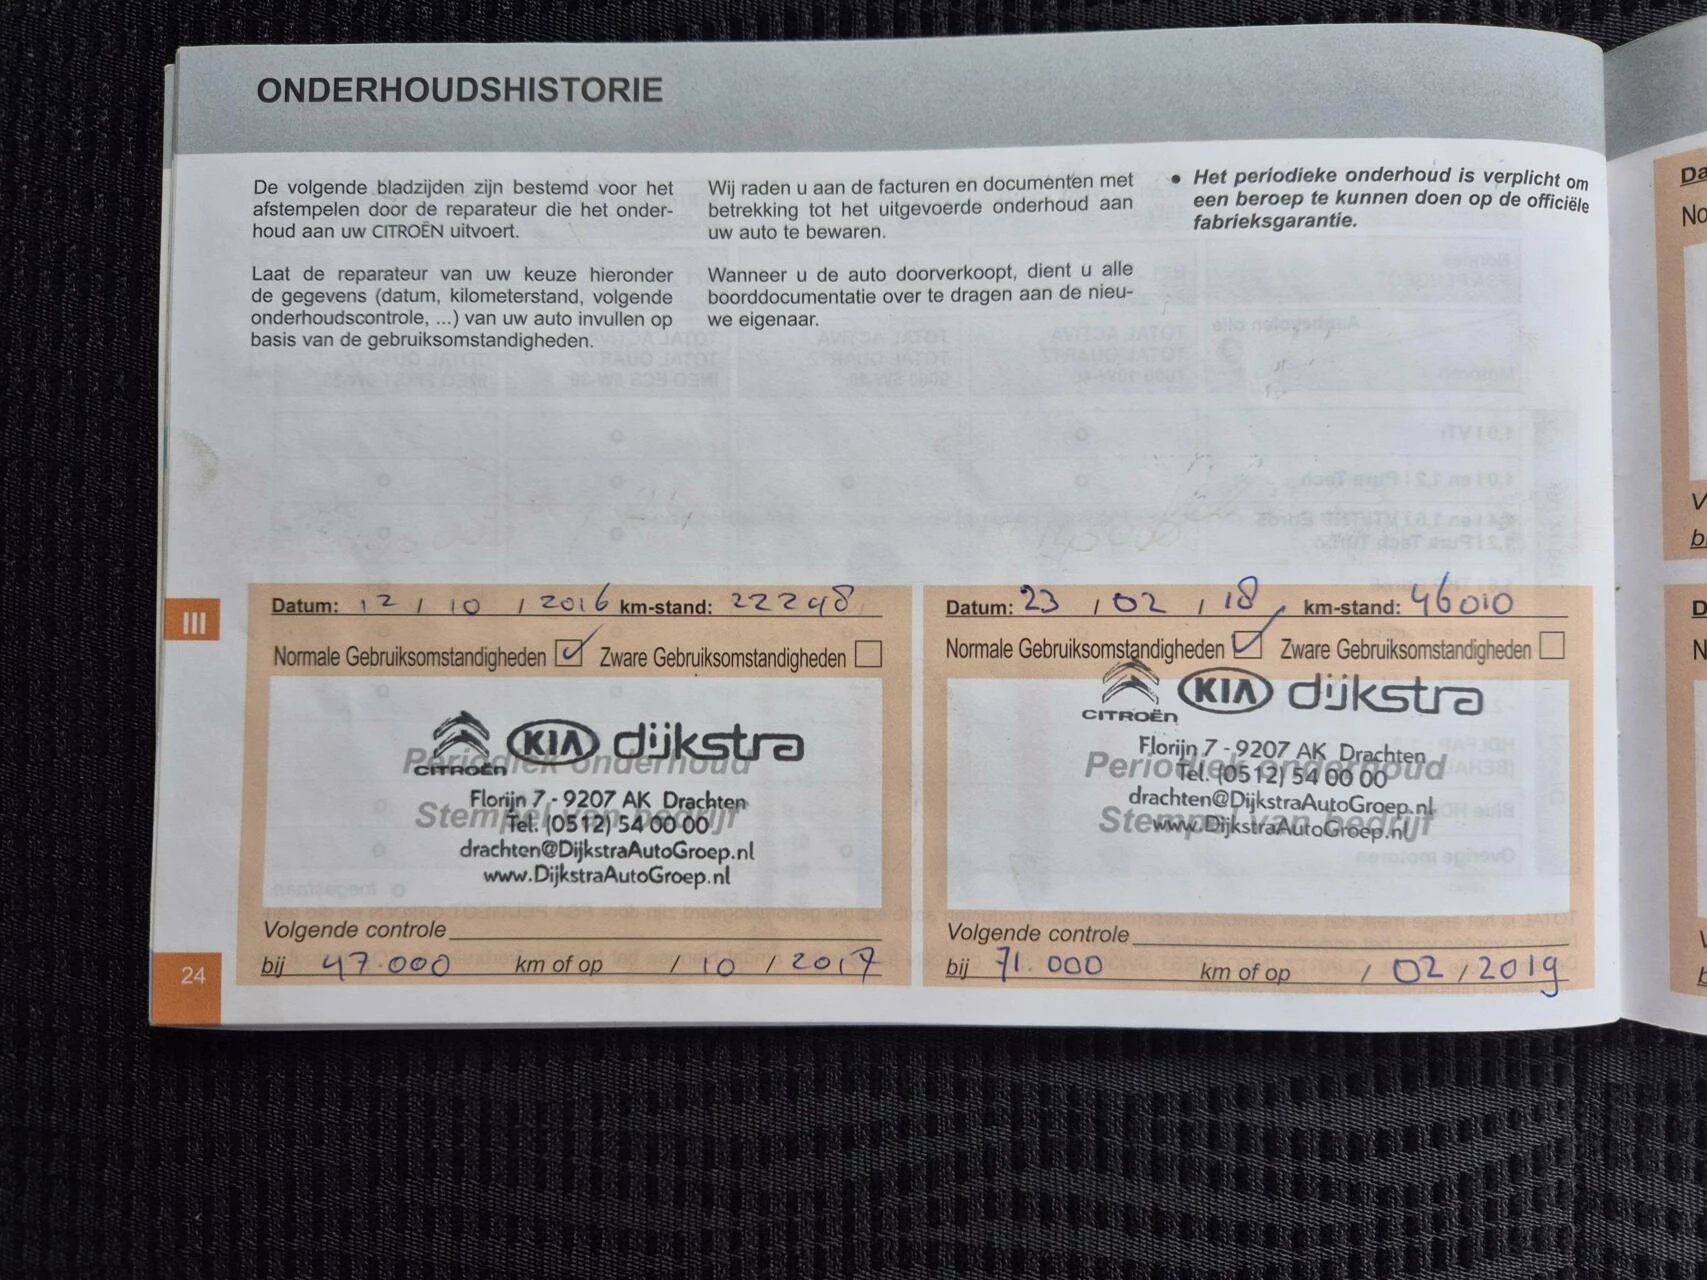 ONDERHOUDSHISTORIE
De volgende bladzijden zijn bestemd voor het
afstempelen door de reparateur die het onder-
houd aan uw CITROËN uitvoert.
Laat de reparateur van uw keuze hieronder
de gegevens (datum, kilometerstand, volgende
onderhoudscontrole, ...) van uw auto invullen op
basis van de gebruiksomstandigheden.
Wij raden u aan de facturen en documenten met
betrekking tot het uitgevoerde onderhoud aan
uw auto te bewaren.
Wanneer u de auto doorverkoopt, dient u alle
boorddocumentatie over te dragen aan de nieu-
we eigenaar.
• Het periodieke onderhoud is verplicht om
een beroep te kunnen doen op de officiële
fabrieksgarantie.
III
Datum: 12 / 10 / 2016 km-stand: 22298
Normale Gebruiksomstandigheden Zware Gebruiksomstandigheden
CITROËN KIA dijkstra
Periodiek onderhoud
Florijn 7 - 9207 AK Drachten
Stempel van bedrijf
Tel. (0512) 54 00 00
drachten@DijkstraAutoGroep.nl
www.DijkstraAutoGroep.nl
Volgende controle
bij 47.000 km of op / 10 / 2017
Datum: 23 / 02 / 18 km-stand: 46010
Normale Gebruiksomstandigheden Zware Gebruiksomstandigheden
CITROËN KIA dijkstra
Florijn 7 - 9207 AK Drachten
Periodiek onderhoud
Tel. (0512) 54 00 00
drachten@DijkstraAutoGroep.nl
Stempel van bedrijf
www.DijkstraAutoGroep.nl
Volgende controle
bij 71.000 km of op / 02 / 2019
24